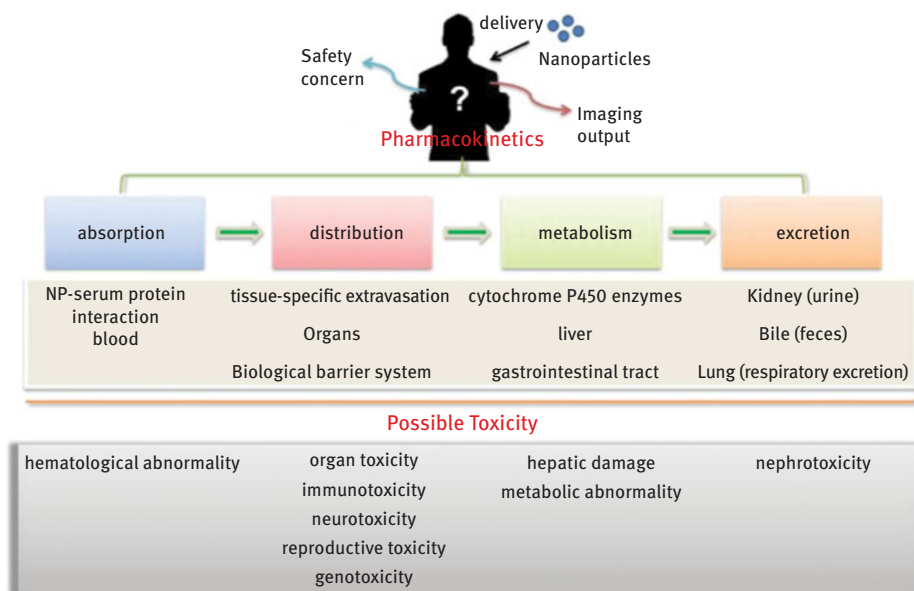 delivery
Nanoparticles
Safety
concern
?
Imaging
output
Pharmacokinetics
absorption
distribution
metabolism
excretion
NP-serum protein
interaction
blood
tissue-specific extravasation
Organs
Biological barrier system
cytochrome P450 enzymes
liver
gastrointestinal tract
Kidney (urine)
Bile (feces)
Lung (respiratory excretion)
Possible Toxicity
hematological abnormality
organ toxicity
immunotoxicity
neurotoxicity
reproductive toxicity
genotoxicity
hepatic damage
metabolic abnormality
nephrotoxicity